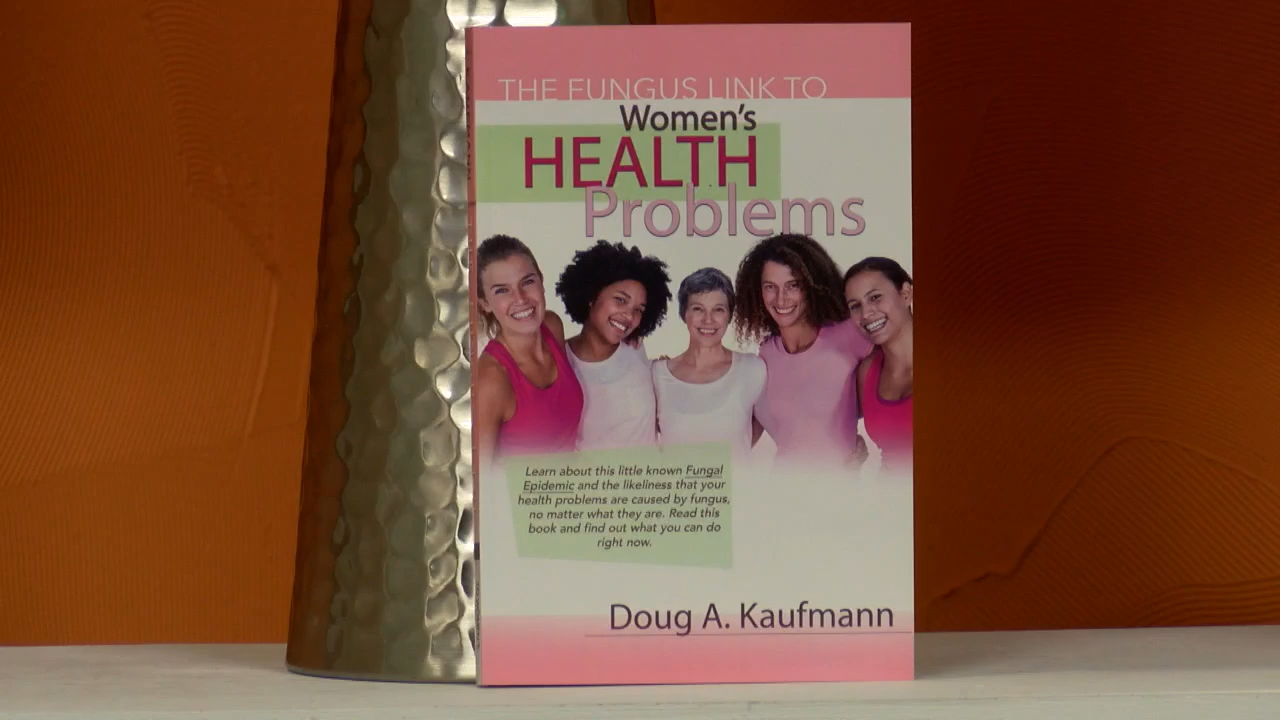 THE FUNGUS LINK TO
Women's
HEALTH
Problems
Learn about this little known Fungal
Epidemic and the likeliness that your
health problems are caused by fungus,
no matter what they are. Read this
book and find out what you can do
right now.
Doug A. Kaufmann